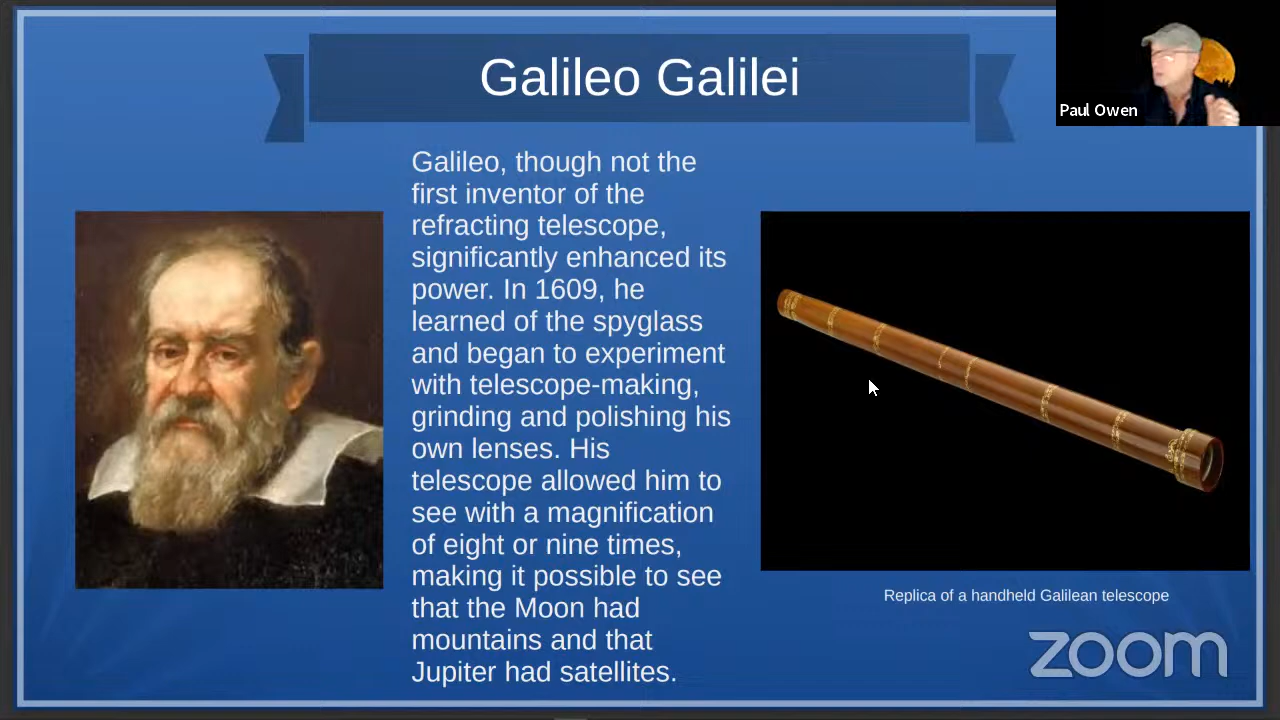 Galileo Galilei
Paul Owen
Galileo, though not the
first inventor of the
refracting telescope,
significantly enhanced its
power. In 1609, he
learned of the spyglass
and began to experiment
with telescope-making,
grinding and polishing his
own lenses. His
telescope allowed him to
see with a magnification
of eight or nine times,
making it possible to see
that the Moon had
mountains and that
Jupiter had satellites.
Replica of a handheld Galilean telescope
zoom